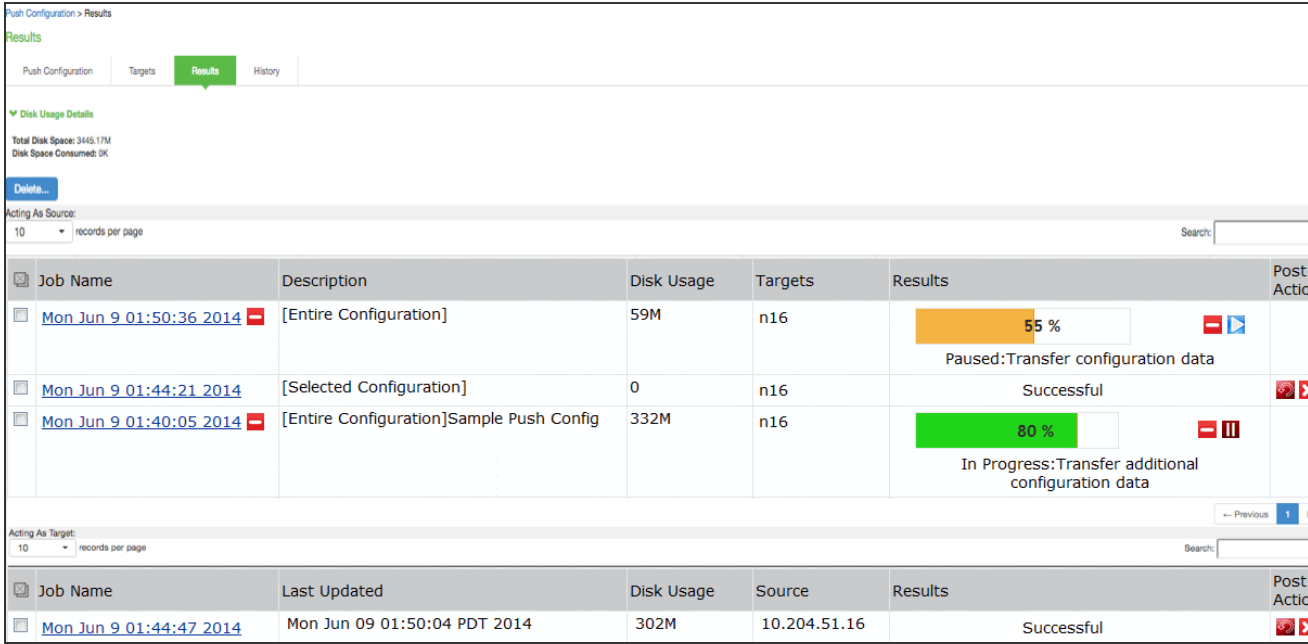 Push Configuration > Results
Results
Push Configuration Targets Results History
Disk Usage Details
Total Disk Space: 3445.17M
Disk Space Consumed: 0K
Delete...
Acting As Source:
10 records per page Search:
Job Name Description Disk Usage Targets Results Post
Actio
Mon Jun 9 01:50:36 2014 [Entire Configuration] 59M n16 55 %
Paused:Transfer configuration data
Mon Jun 9 01:44:21 2014 [Selected Configuration] 0 n16 Successful
Mon Jun 9 01:40:05 2014 [Entire Configuration]Sample Push Config 332M n16 80 %
In Progress:Transfer additional
configuration data
← Previous 1
Acting As Target:
10 records per page Search:
Job Name Last Updated Disk Usage Source Results Post
Actio
Mon Jun 9 01:44:47 2014 Mon Jun 09 01:50:04 PDT 2014 302M 10.204.51.16 Successful